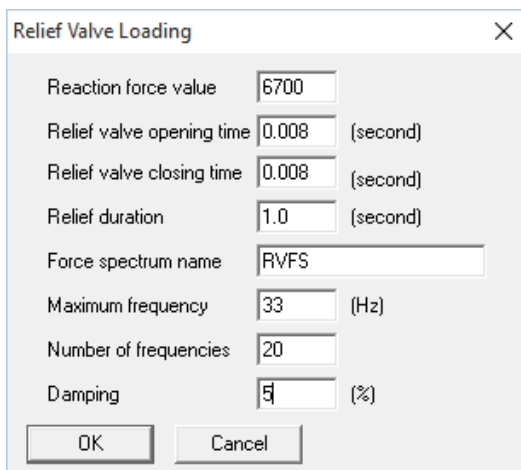 Relief Valve Loading
Reaction force value 6700
Relief valve opening time 0.008 (second)
Relief valve closing time 0.008 (second)
Relief duration 1.0 (second)
Force spectrum name RVFS
Maximum frequency 33 (Hz)
Number of frequencies 20
Damping 5 (%)
OK Cancel